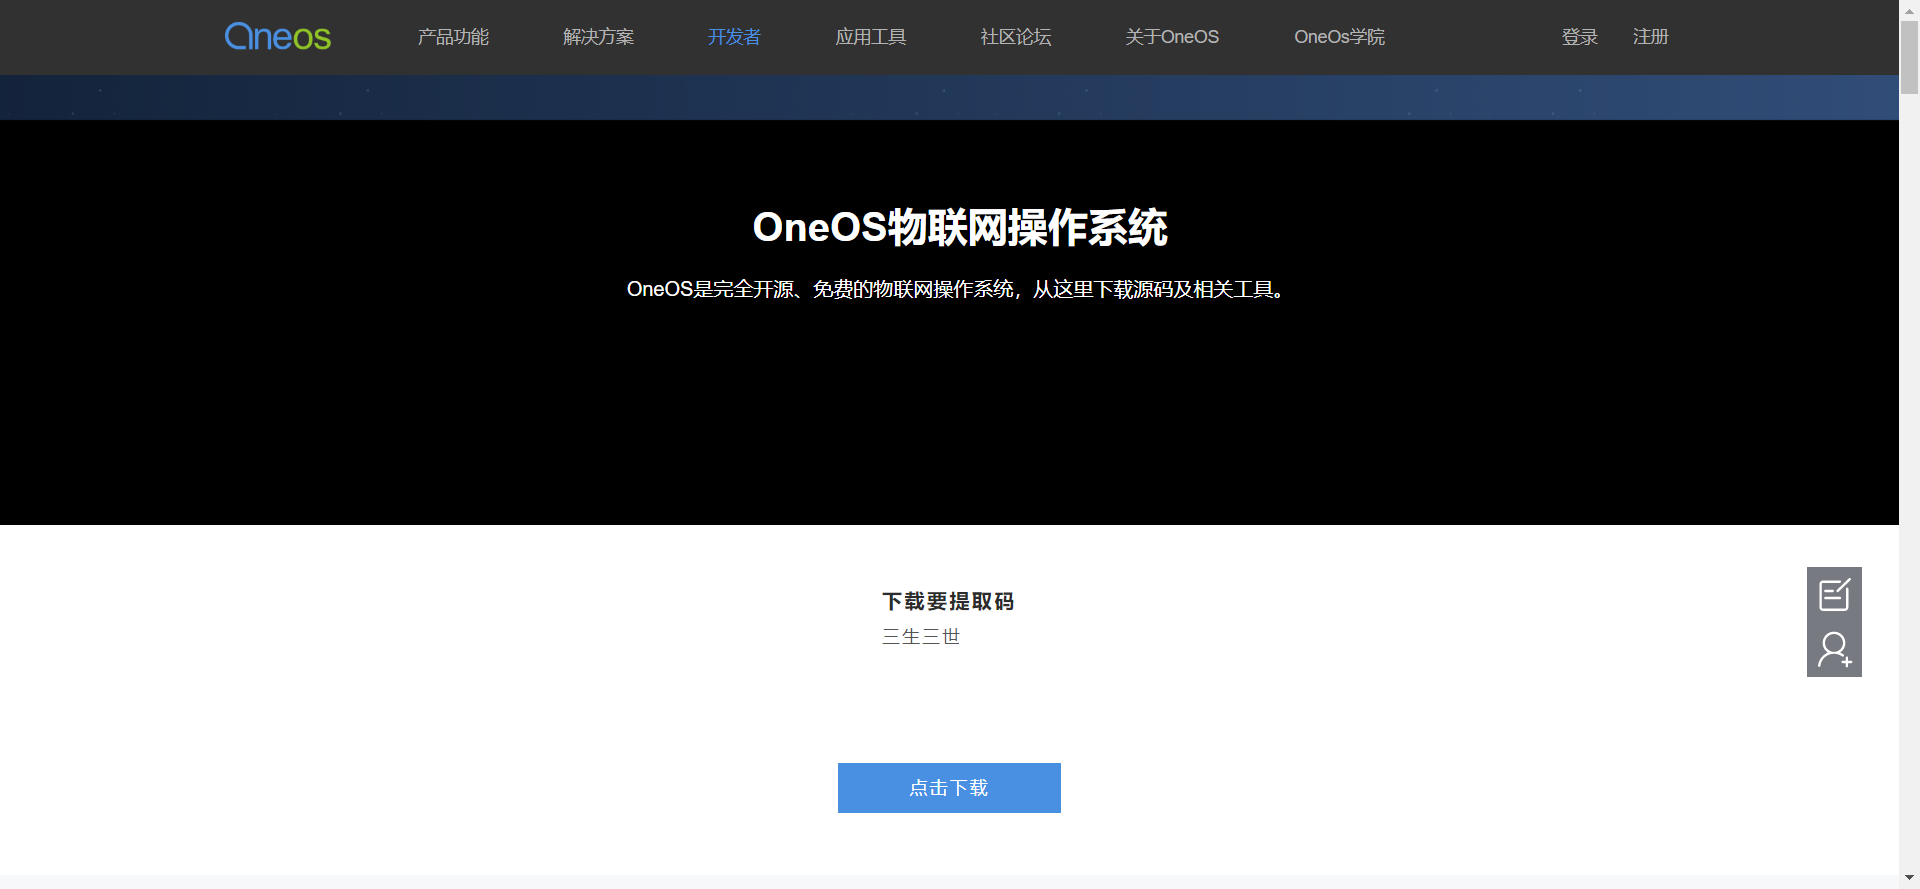 Oneos 产品功能 解决方案 开发者 应用工具 社区论坛 关于OneOS OneOs学院 登录 注册
OneOS物联网操作系统
OneOS是完全开源、免费的物联网操作系统，从这里下载源码及相关工具。
下载要提取码
三生三世
点击下载